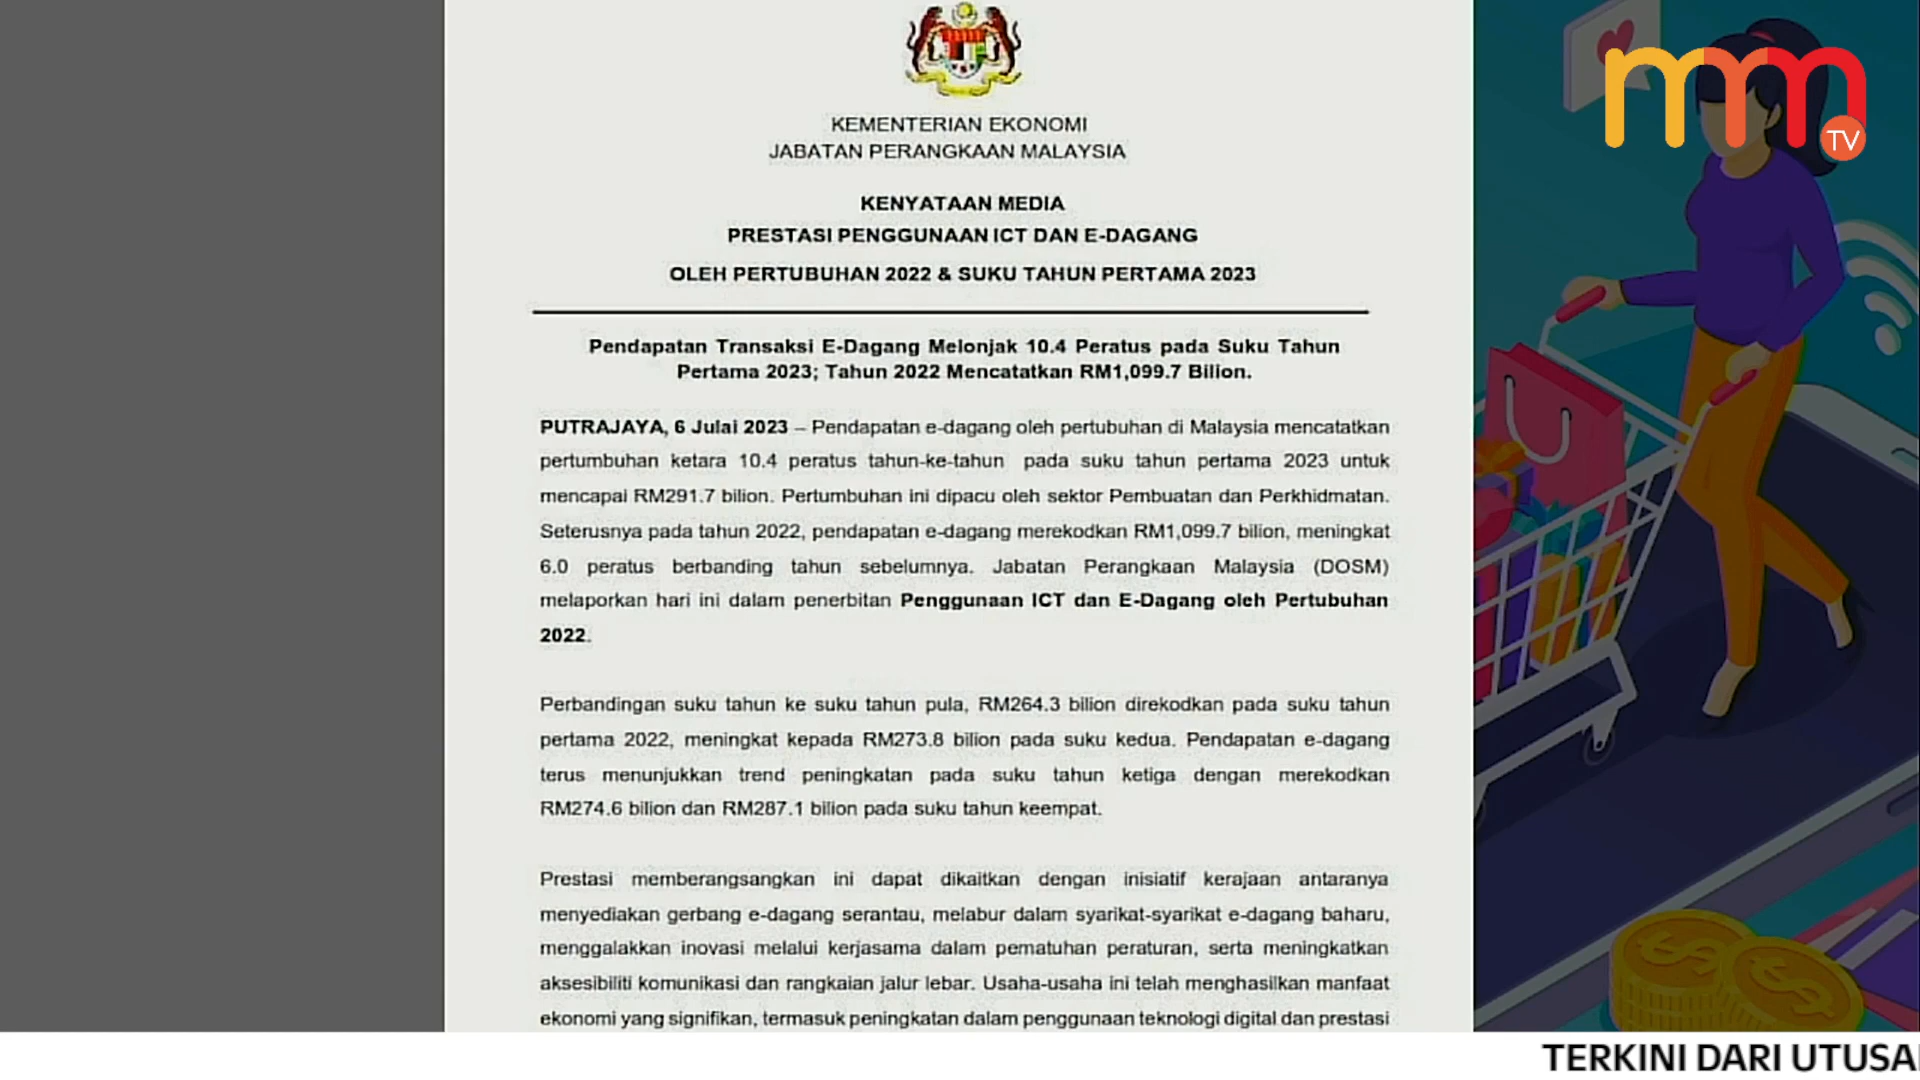 KEMENTERIAN EKONOMI
JABATAN PERANGKAAN MALAYSIA
KENYATAAN MEDIA
PRESTASI PENGGUNAAN ICT DAN E-DAGANG
OLEH PERTUBUHAN 2022 & SUKU TAHUN PERTAMA 2023
Pendapatan Transaksi E-Dagang Melonjak 10.4 Peratus pada Suku Tahun
Pertama 2023; Tahun 2022 Mencatatkan RM1,099.7 Bilion.
PUTRAJAYA, 6 Julai 2023 – Pendapatan e-dagang oleh pertubuhan di Malaysia mencatatkan
pertumbuhan ketara 10.4 peratus tahun-ke-tahun pada suku tahun pertama 2023 untuk
mencapai RM291.7 bilion. Pertumbuhan ini dipacu oleh sektor Pembuatan dan Perkhidmatan.
Seterusnya pada tahun 2022, pendapatan e-dagang merekodkan RM1,099.7 bilion, meningkat
6.0 peratus berbanding tahun sebelumnya. Jabatan Perangkaan Malaysia (DOSM)
melaporkan hari ini dalam penerbitan Penggunaan ICT dan E-Dagang oleh Pertubuhan
2022.
Perbandingan suku tahun ke suku tahun pula, RM264.3 bilion direkodkan pada suku tahun
pertama 2022, meningkat kepada RM273.8 bilion pada suku kedua. Pendapatan e-dagang
terus menunjukkan trend peningkatan pada suku tahun ketiga dengan merekodkan
RM274.6 bilion dan RM287.1 bilion pada suku tahun keempat.
Prestasi memberangsangkan ini dapat dikaitkan dengan inisiatif kerajaan antaranya
menyediakan gerbang e-dagang serantau, melabur dalam syarikat-syarikat e-dagang baharu,
menggalakkan inovasi melalui kerjasama dalam pematuhan peraturan, serta meningkatkan
aksesibiliti komunikasi dan rangkaian jalur lebar. Usaha-usaha ini telah menghasilkan manfaat
ekonomi yang signifikan, termasuk peningkatan dalam penggunaan teknologi digital dan prestasi
mm TV
TERKINI DARI UTUSA